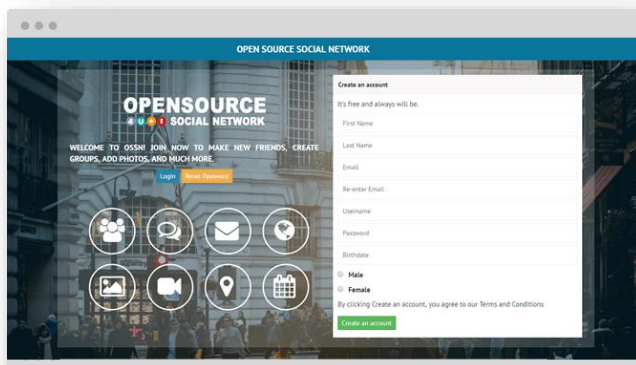 OPEN SOURCE SOCIAL NETWORK
OPENSOURCE
SOCIAL NETWORK
WELCOME TO OSSN! JOIN NOW TO MAKE NEW FRIENDS, CREATE
GROUPS, ADD PHOTOS, AND MUCH MORE.
Login Reset Password
Create an account
It's free and always will be.
First Name
Last Name
Email
Re-enter Email
Username
Password
Birthdate
Male
Female
By clicking Create an account, you agree to our Terms and Conditions
Create an account